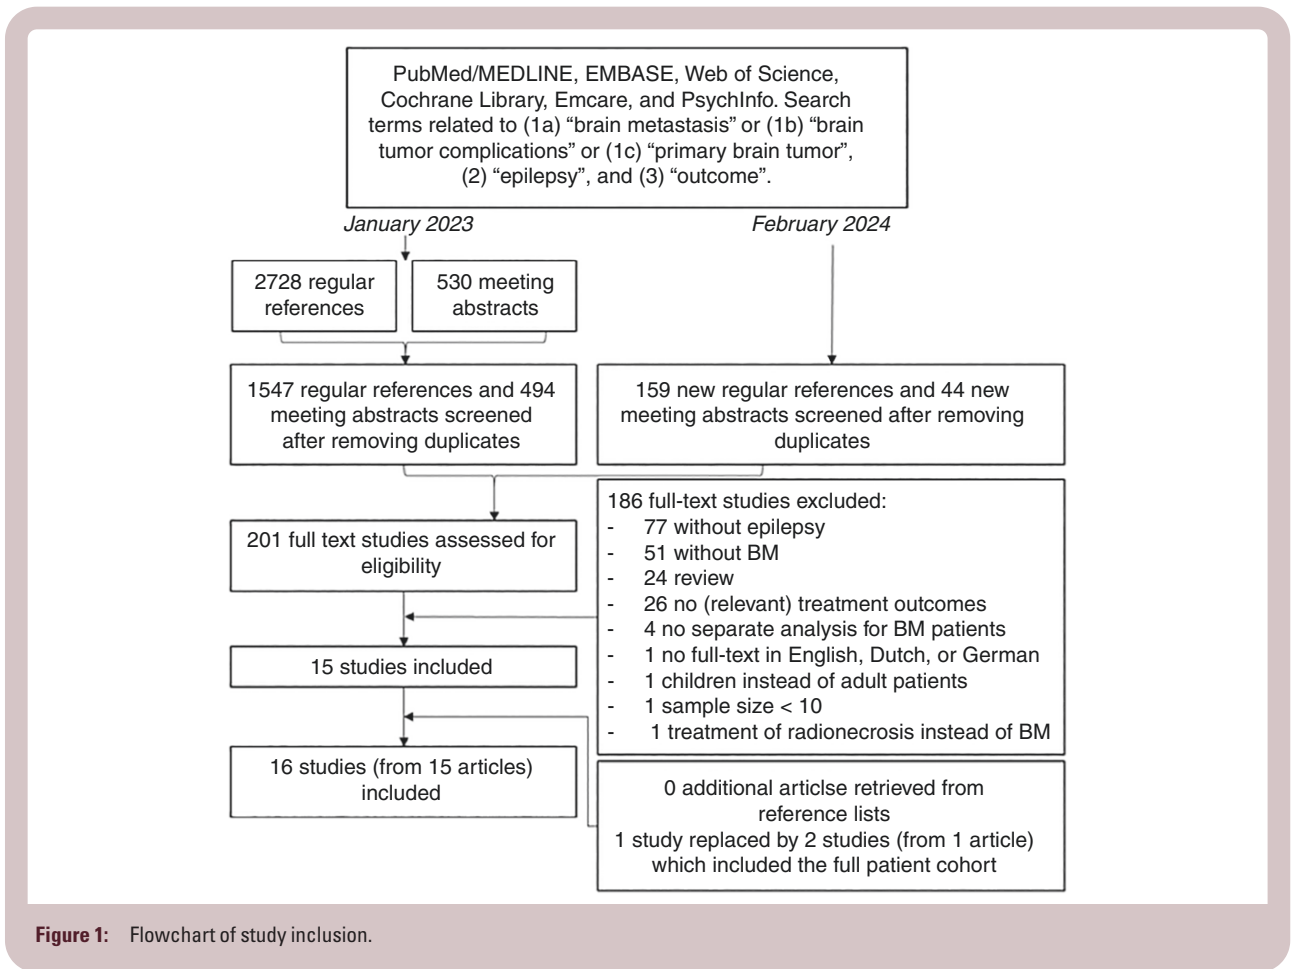 PubMed/MEDLINE, EMBASE, Web of Science,
Cochrane Library, Emcare, and PsychInfo. Search
terms related to (1a) “brain metastasis” or (1b) “brain
tumor complications” or (1c) “primary brain tumor”,
(2) “epilepsy”, and (3) “outcome”.
January 2023
February 2024
2728 regular
references
530 meeting
abstracts
1547 regular references and 494
meeting abstracts screened
after removing duplicates
159 new regular references and 44 new
meeting abstracts screened after removing
duplicates
201 full text studies assessed for
eligibility
186 full-text studies excluded:
- 77 without epilepsy
- 51 without BM
- 24 review
- 26 no (relevant) treatment outcomes
- 4 no separate analysis for BM patients
- 1 no full-text in English, Dutch, or German
- 1 children instead of adult patients
- 1 sample size < 10
- 1 treatment of radionecrosis instead of BM
15 studies included
16 studies (from 15 articles)
included
0 additional articlse retrieved from
reference lists
1 study replaced by 2 studies (from 1 article)
which included the full patient cohort
Figure 1: Flowchart of study inclusion.